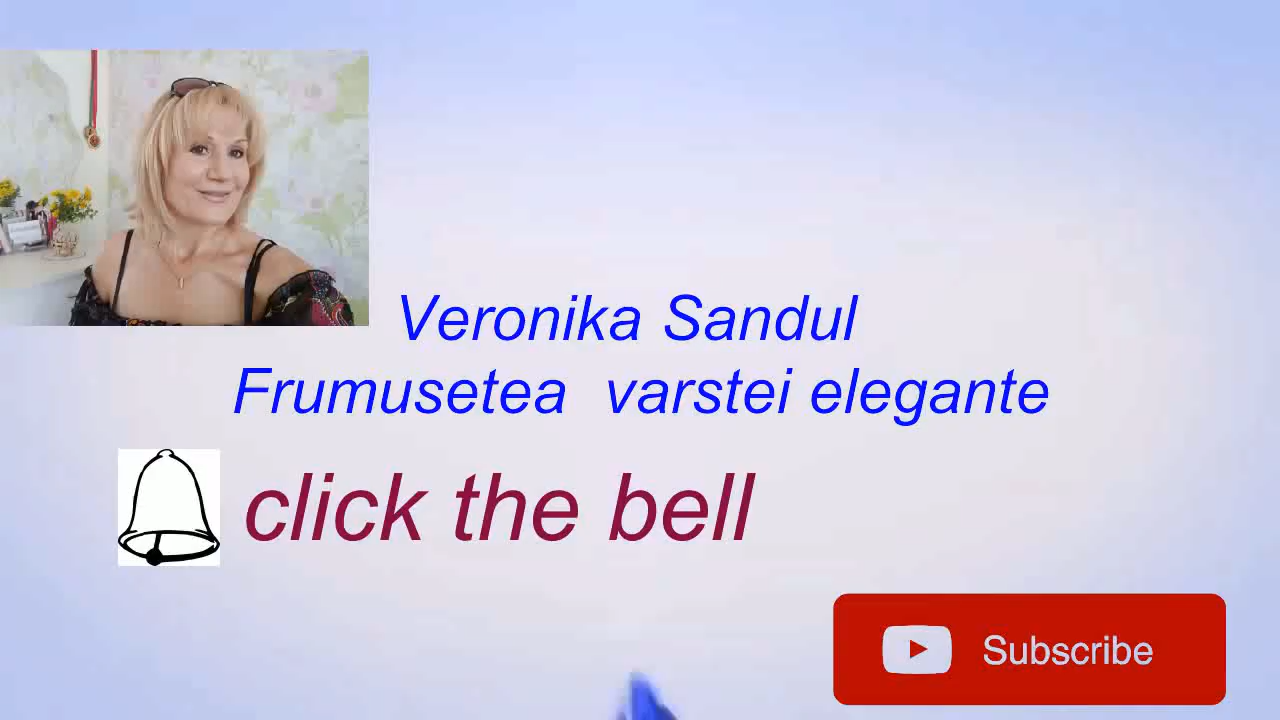 Veronika Sandul
Frumusetea varstei elegante
click the bell
Subscribe